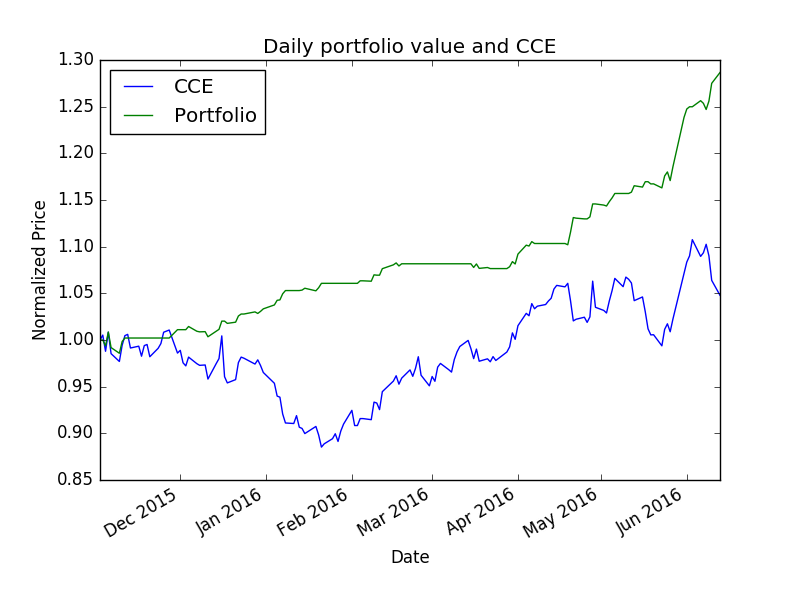 Daily portfolio value and CCE
CCE
Portfolio
1.30
1.25
1.20
1.15
1.10
1.05
1.00
0.95
0.90
0.85
Normalized Price
Dec 2015
Jan 2016
Feb 2016
Mar 2016
Apr 2016
May 2016
Jun 2016
Date